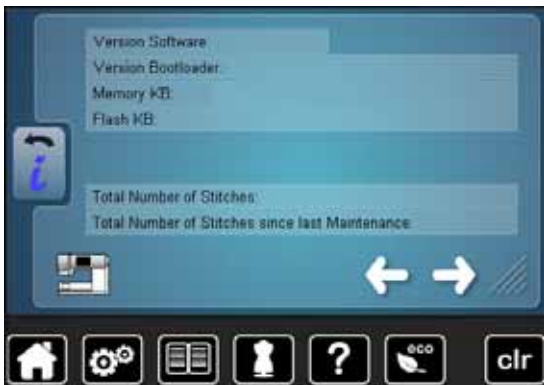 Version Software
Version Bootloader:
Memory KB:
Flash KB:
i
Total Number of Stitches:
Total Number of Stitches since last Maintenance:
?
eco
clr